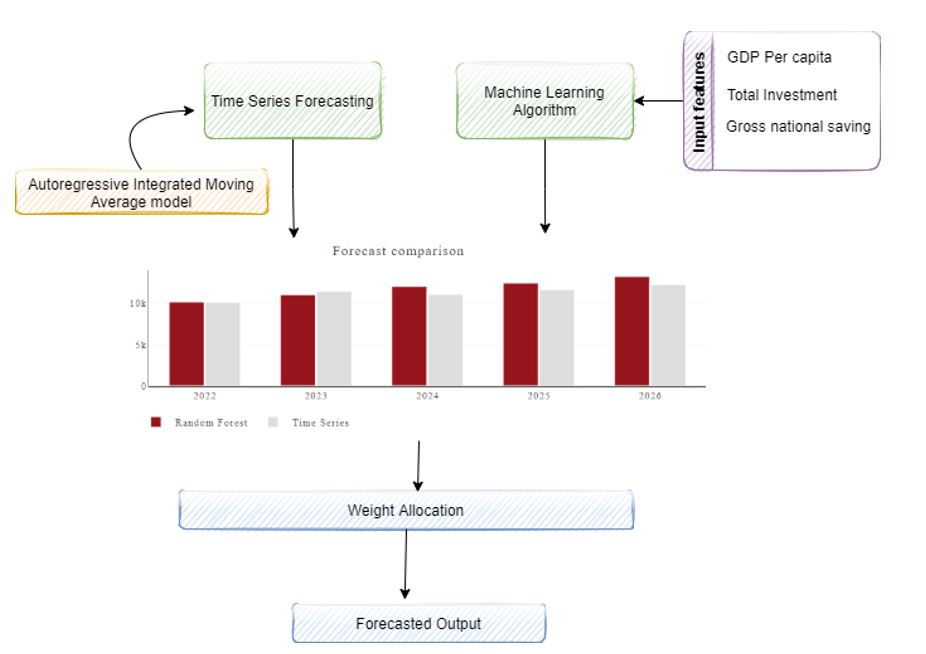 Time Series Forecasting
Machine Learning
Algorithm
Input features
GDP Per capita
Total Investment
Gross national saving
Autoregressive Integrated Moving
Average model
Forecast comparison
10k
5k
0
2022
2023
2024
2025
2026
Random Forest
Time Series
Weight Allocation
Forecasted Output